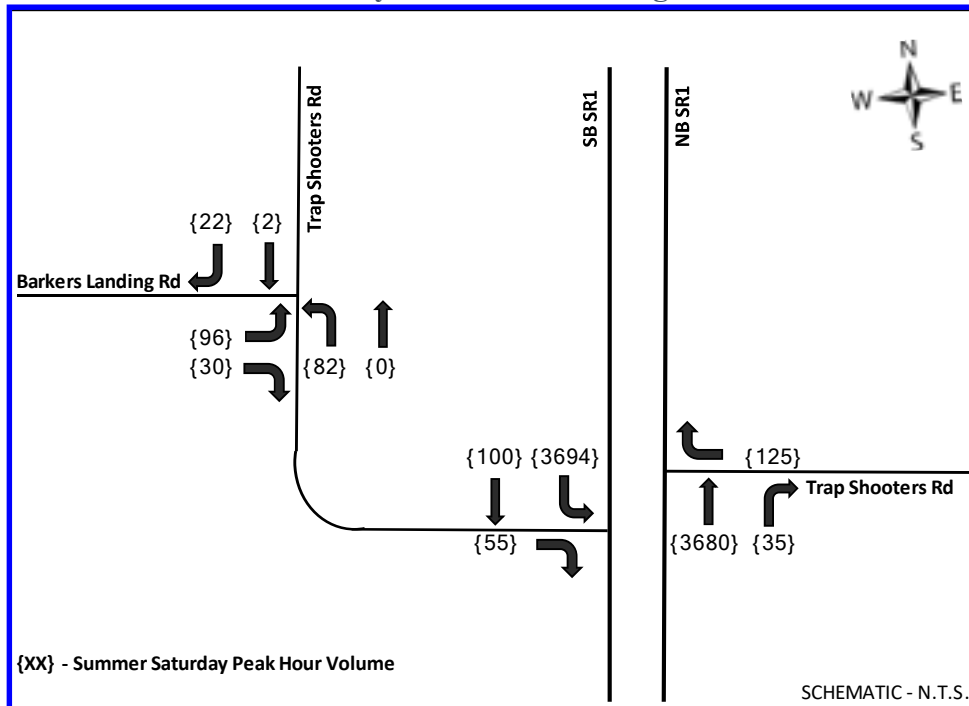 N
W E
S
Trap Shooters Rd
SB SR1
NB SR1
{22} {2}
Barkers Landing Rd
{96}
{30} {82} {0}
{100} {3694} {125}
Trap Shooters Rd
{55} {3680} {35}
{XX} - Summer Saturday Peak Hour Volume
SCHEMATIC - N.T.S.